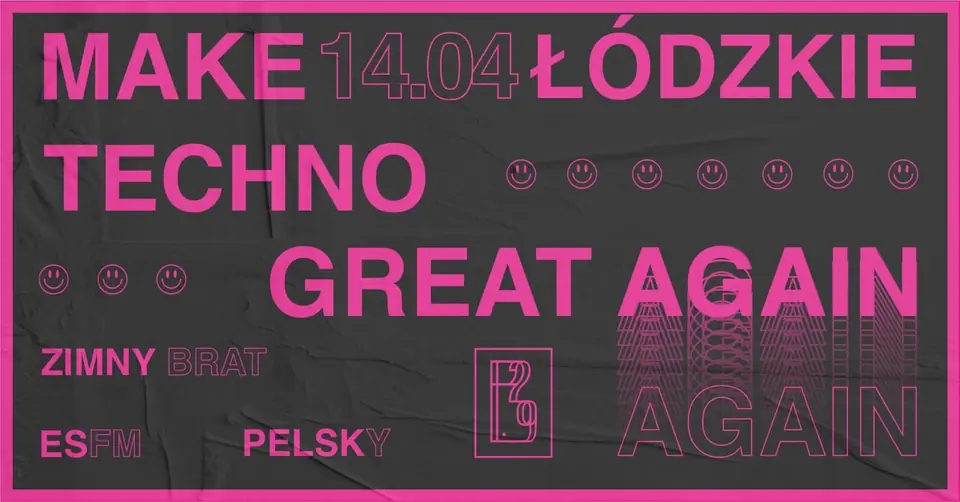 MAKE 14.04 ŁÓDZKIE
TECHNO
GREAT AGAIN
AGAIN
ZIMNY BRAT
ESFM PELSKY